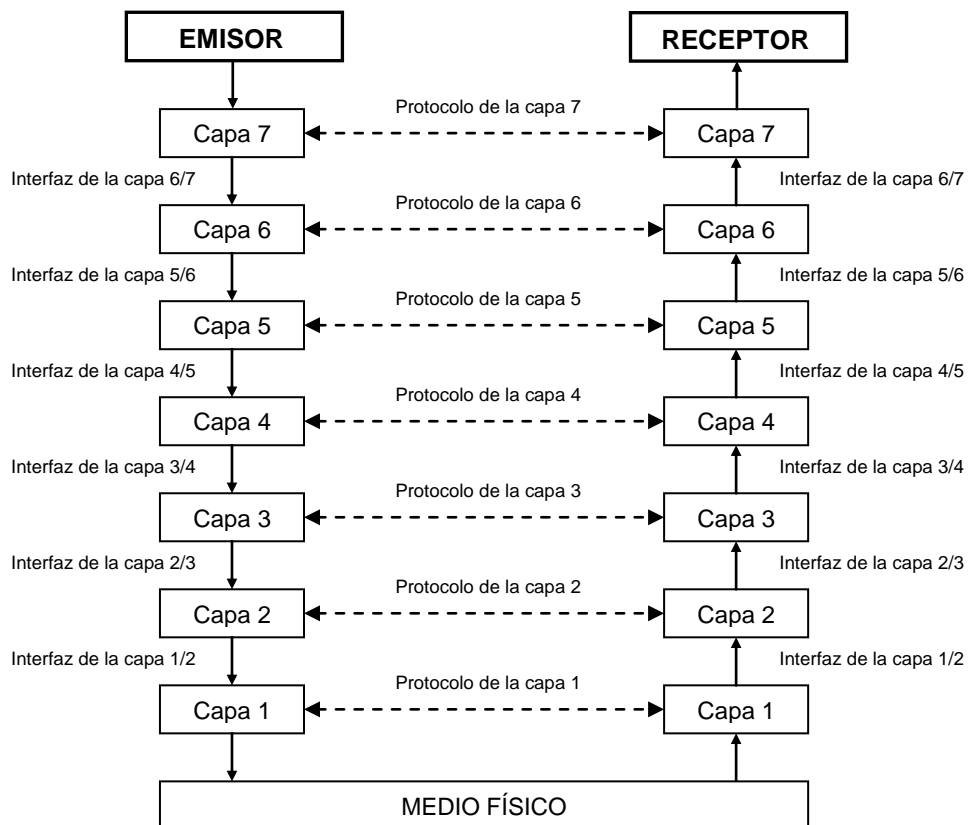 EMISOR
RECEPTOR
Protocolo de la capa 7
Capa 7
Capa 7
Interfaz de la capa 6/7
Interfaz de la capa 6/7
Protocolo de la capa 6
Capa 6
Capa 6
Interfaz de la capa 5/6
Interfaz de la capa 5/6
Protocolo de la capa 5
Capa 5
Capa 5
Interfaz de la capa 4/5
Interfaz de la capa 4/5
Protocolo de la capa 4
Capa 4
Capa 4
Interfaz de la capa 3/4
Interfaz de la capa 3/4
Protocolo de la capa 3
Capa 3
Capa 3
Interfaz de la capa 2/3
Interfaz de la capa 2/3
Protocolo de la capa 2
Capa 2
Capa 2
Interfaz de la capa 1/2
Interfaz de la capa 1/2
Protocolo de la capa 1
Capa 1
Capa 1
MEDIO FÍSICO